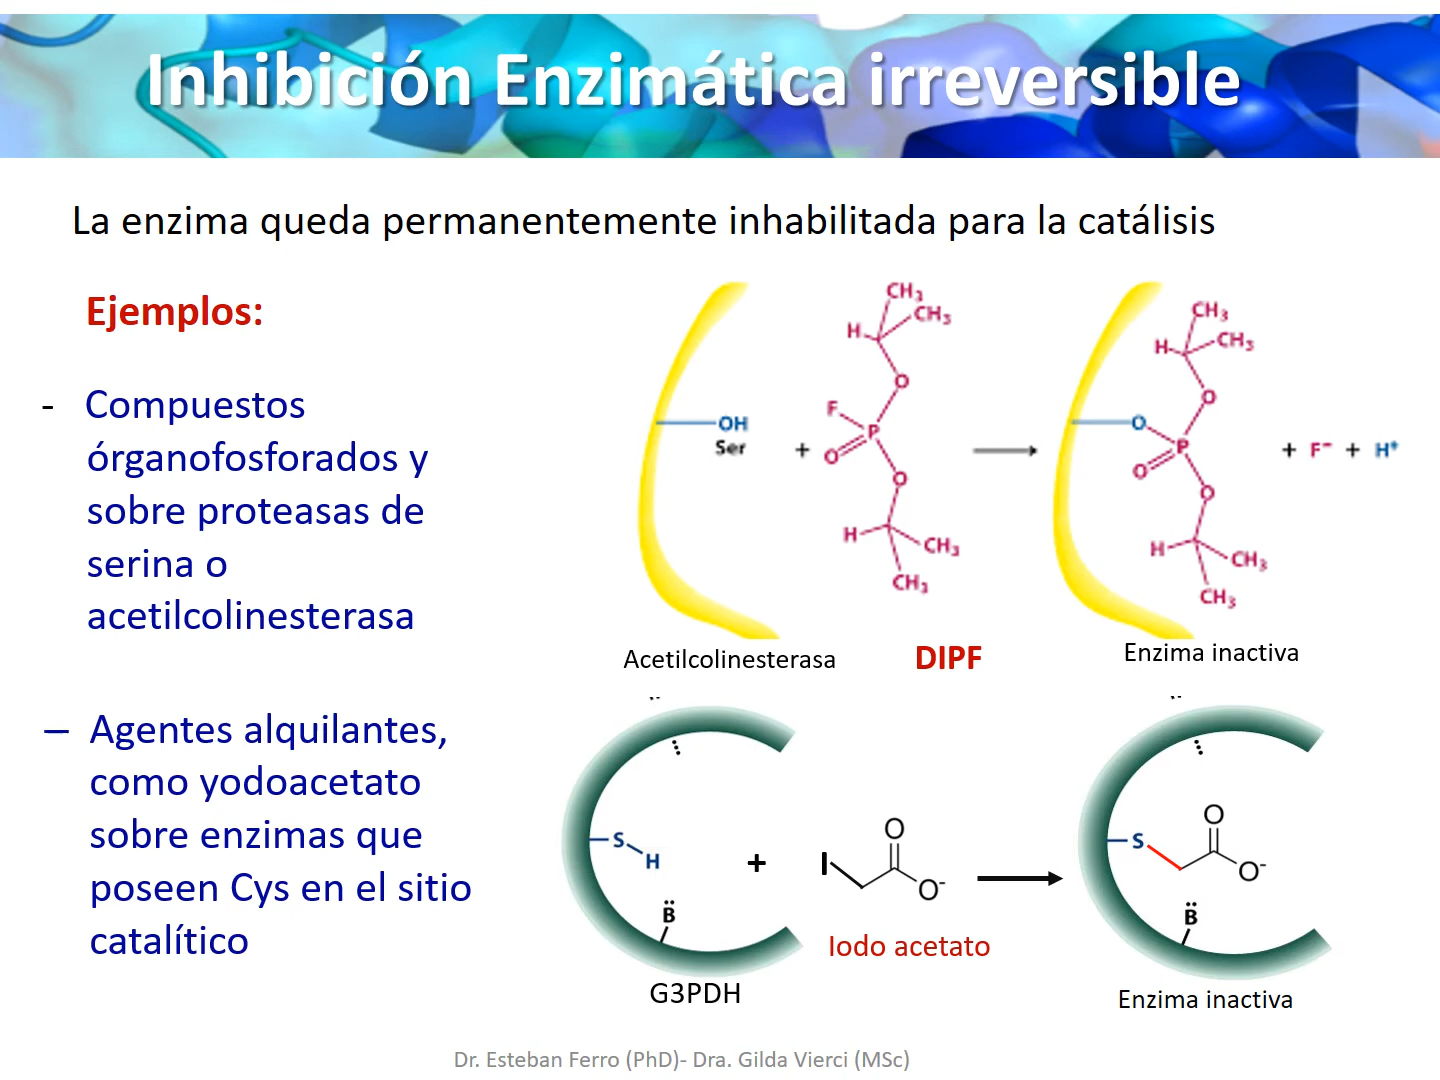 Inhibición Enzimática irreversible
La enzima queda permanentemente inhabilitada para la catálisis
Ejemplos:
- Compuestos
órganofosforados y
sobre proteasas de
serina o
acetilcolinesterasa
CH₃
CH₃
H
O
F
OH
Ser
+
P
O
O
H
CH₃
CH₃
CH₃
CH₃
H
O
O
P
O
O
H
CH₃
CH₃
+ F⁻ + H⁺
Acetilcolinesterasa
DIPF
Enzima inactiva
– Agentes alquilantes,
como yodoacetato
sobre enzimas que
poseen Cys en el sitio
catalítico
S
H
B̈
+
I
O
O⁻
Iodo acetato
G3PDH
S
O
O⁻
B̈
Enzima inactiva
Dr. Esteban Ferro (PhD)- Dra. Gilda Vierci (MSc)